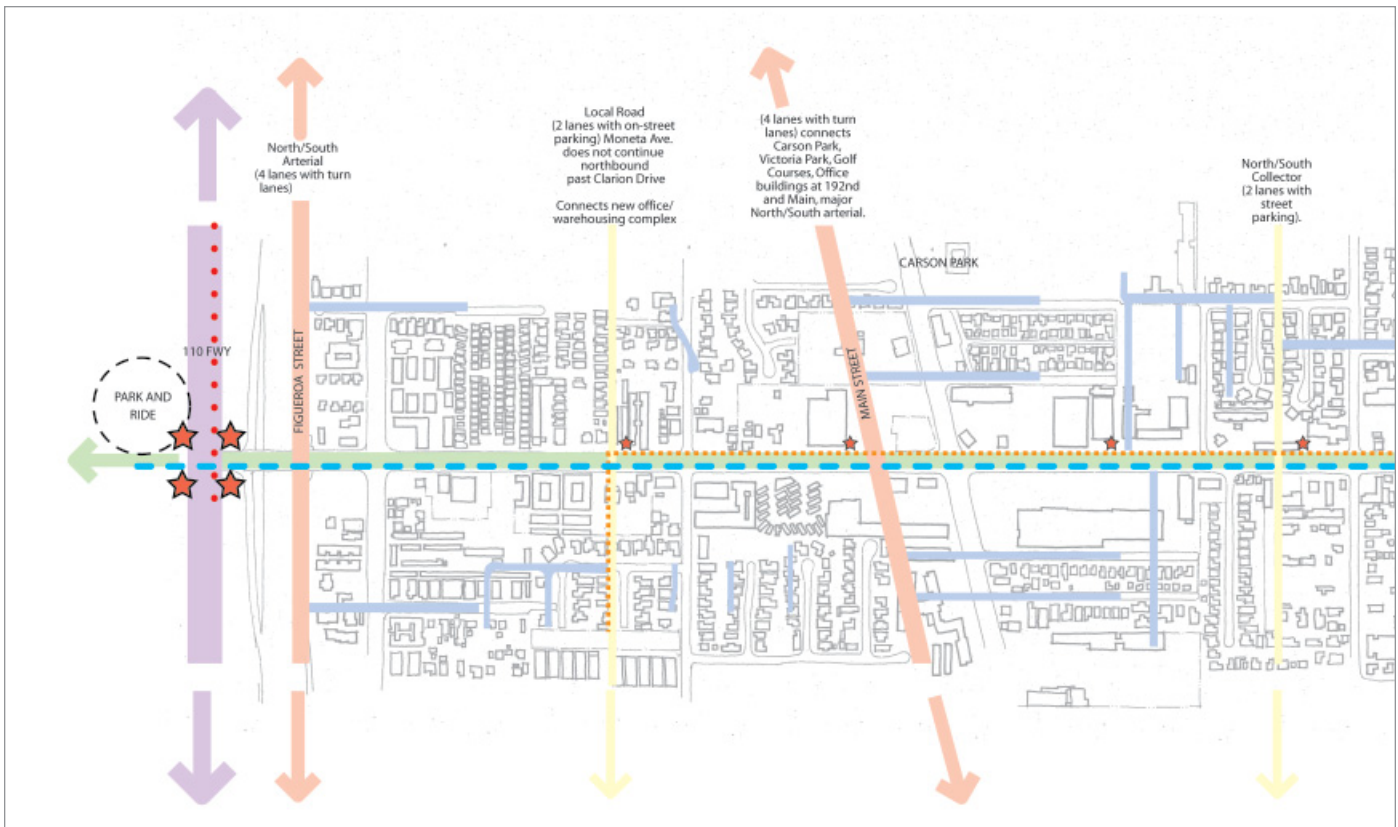 North/South
Arterial
(4 lanes with turn
lanes)
Local Road
(2 lanes with on-street
parking) Moneta Ave.
does not continue
northbound
past Clarion Drive
Connects new office/
warehousing complex
(4 lanes with turn
lanes) connects
Carson Park,
Victoria Park, Golf
Courses, Office
buildings at 192nd
and Main, major
North/South arterial.
North/South
Collector
(2 lanes with
street
parking).
CARSON PARK
110 FWY
PARK AND
RIDE
FIGUEROA STREET
MAIN STREET